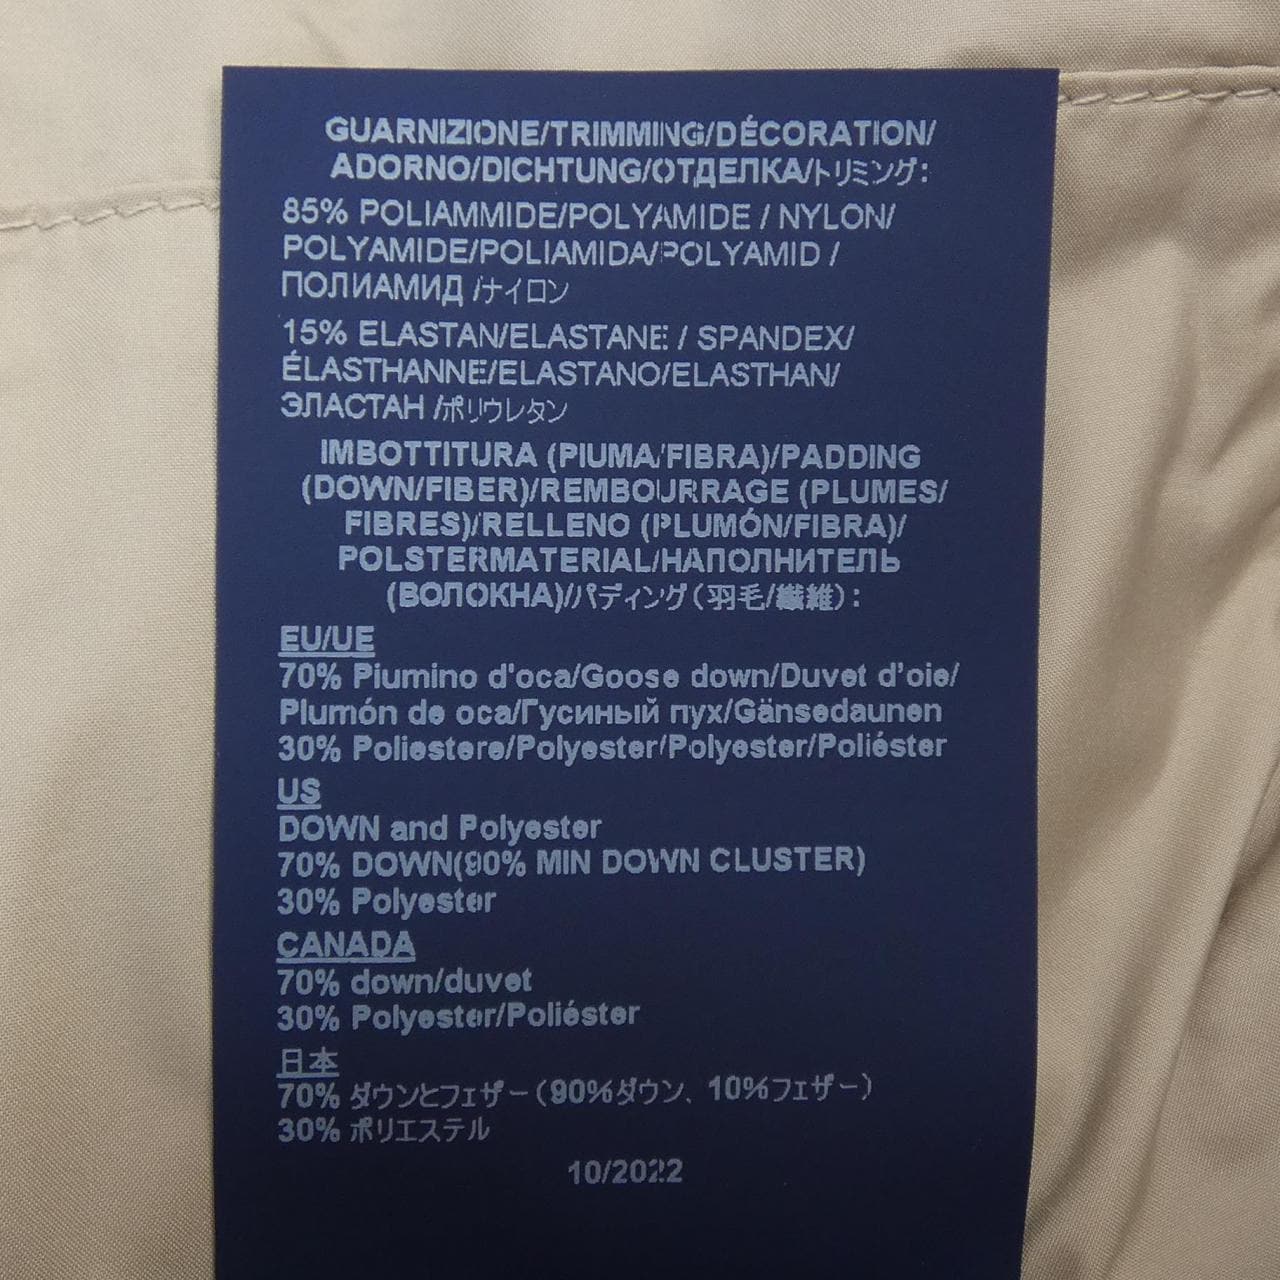 GUARNIZIONE/TRIMMING/DÉCORATION/
ADORNO/DICHTUNG/ОТДЕЛКА/トリミング:
85% POLIAMMIDE/POLYAMIDE / NYLON/
POLYAMIDE/POLIAMIDA/POLYAMID /
ПОЛИАМИД /ナイロン
15% ELASTAN/ELASTANE / SPANDEX/
ÉLASTHANNE/ELASTANO/ELASTHAN/
ЭЛАСТАН /ポリウレタン
IMBOTTITURA (PIUMA/FIBRA)/PADDING
(DOWN/FIBER)/REMBOURRAGE (PLUMES/
FIBRES)/RELLENO (PLUMÓN/FIBRA)/
POLSTERMATERIAL/НАПОЛНИТЕЛЬ
(ВОЛОКНА)/パディング(羽毛/繊維):
EU/UE
70% Piumino d'oca/Goose down/Duvet d'oie/
Plumón de oca/Гусиный пух/Gänsedaunen
30% Poliestere/Polyester/Polyester/Poliéster
US
DOWN and Polyester
70% DOWN(90% MIN DOWN CLUSTER)
30% Polyester
CANADA
70% down/duvet
30% Polyester/Poliéster
日本
70% ダウンとフェザー(90%ダウン、10%フェザー)
30% ポリエステル
10/2022